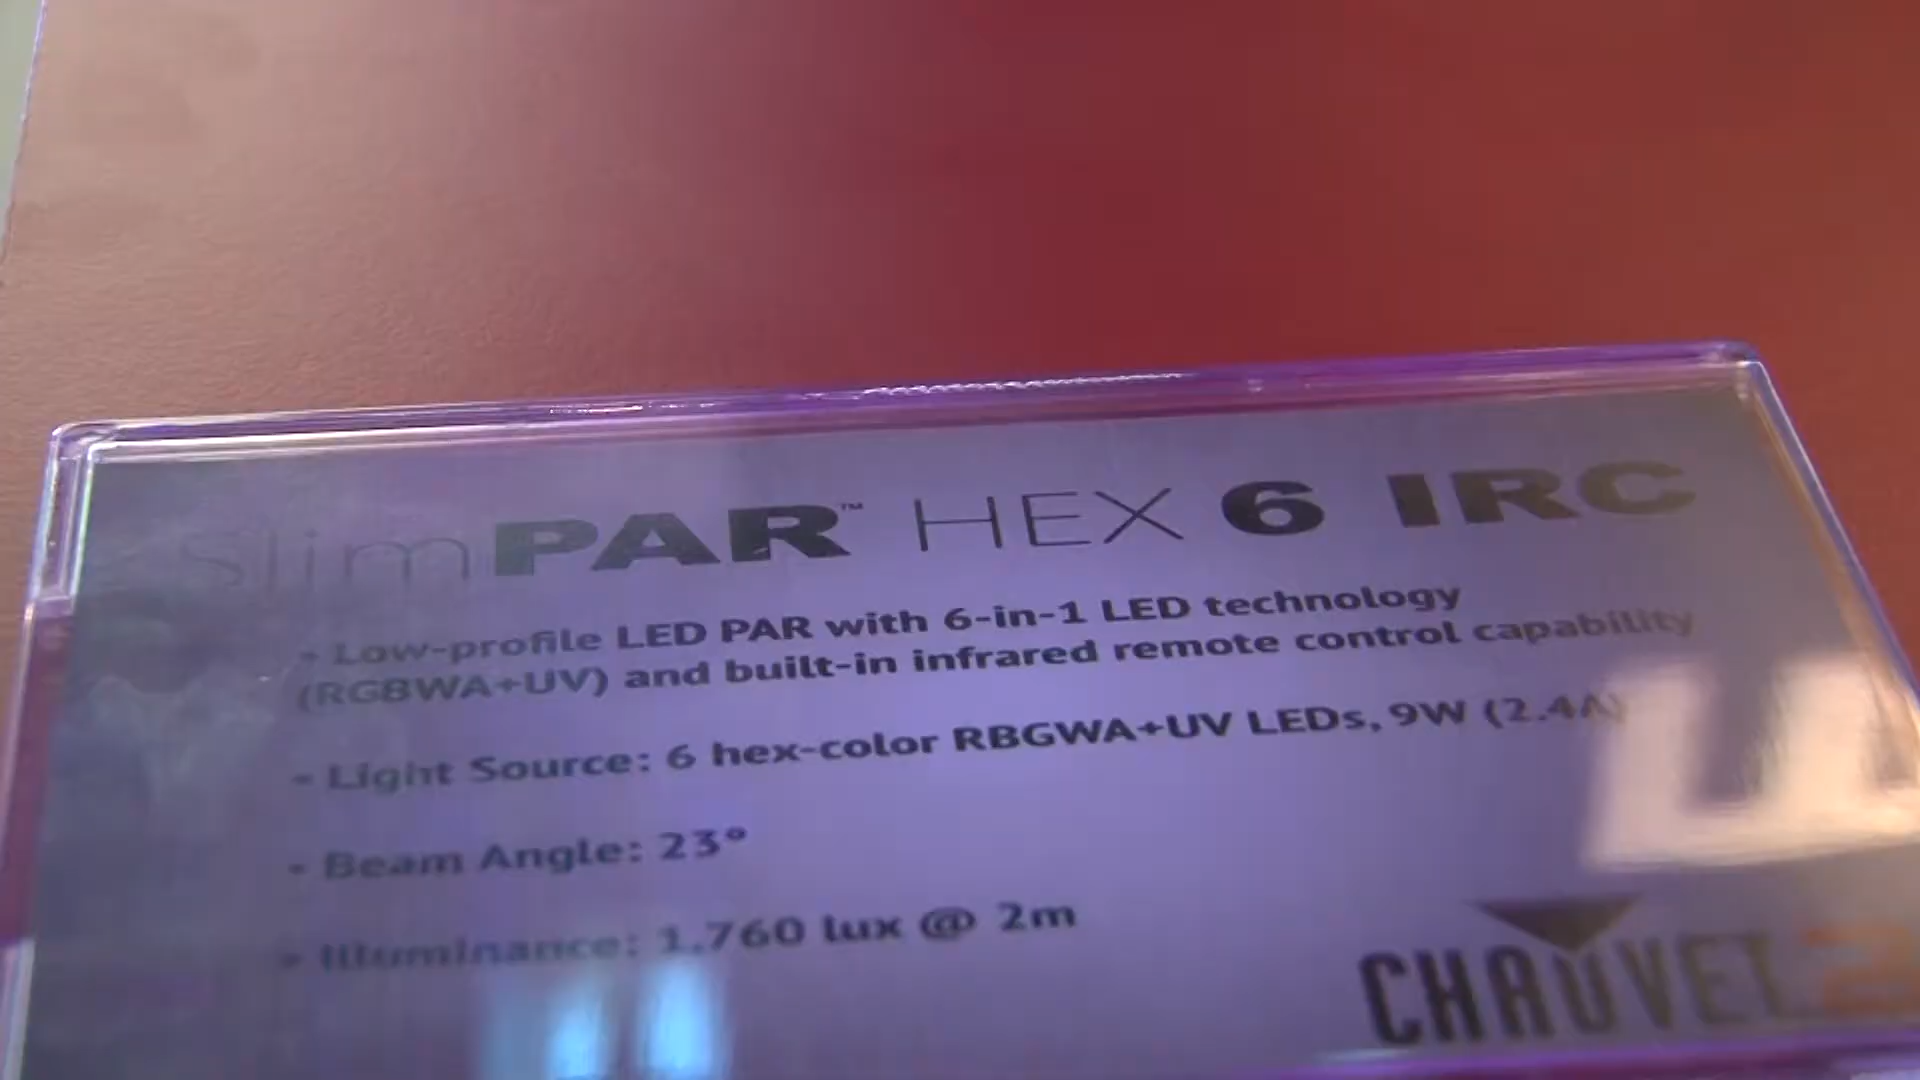 SlimPAR™ HEX 6 IRC
- Low-profile LED PAR with 6-in-1 LED technology
(RGBWA+UV) and built-in infrared remote control capability
- Light Source: 6 hex-color RBGWA+UV LEDs, 9W (2.4A)
- Beam Angle: 23°
- Illuminance: 1,760 lux @ 2m
CHAUVET